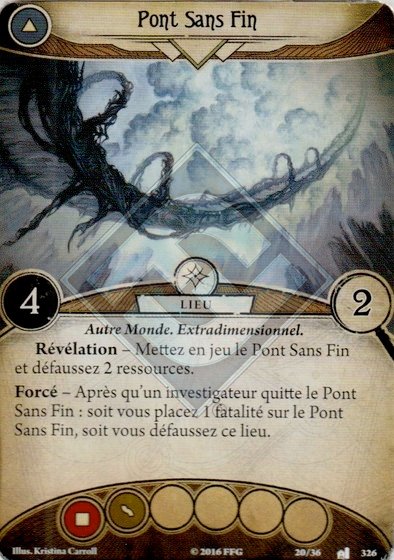 Pont Sans Fin
4
LIEU
2
Autre Monde. Extradimensionnel.
Révélation – Mettez en jeu le Pont Sans Fin
et défaussez 2 ressources.
Forcé – Après qu'un investigateur quitte le Pont
Sans Fin : soit vous placez 1 fatalité sur le Pont
Sans Fin, soit vous défaussez ce lieu.
Illus. Kristina Carroll © 2016 FFG 20/36 326